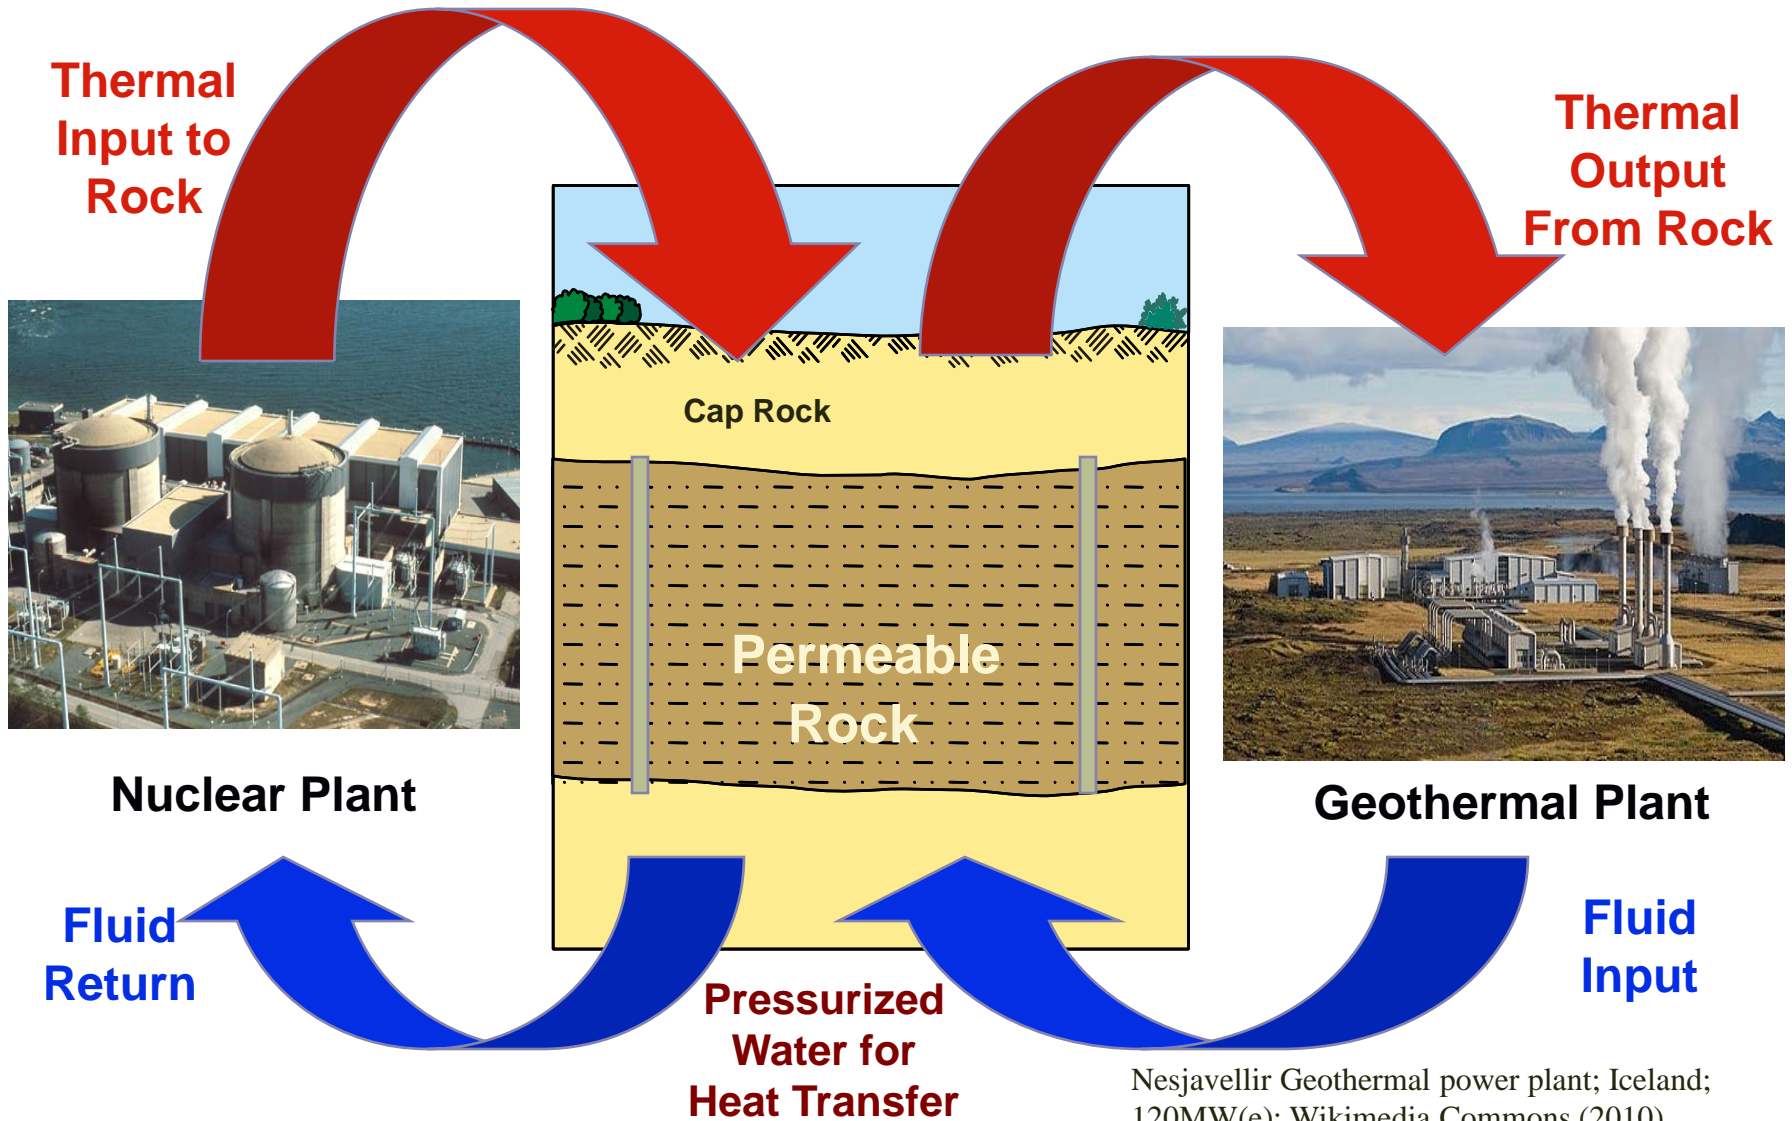 Thermal
Input to
Rock
Thermal
Output
From Rock
Cap Rock
Permeable
Rock
Nuclear Plant
Geothermal Plant
Fluid
Return
Fluid
Input
Pressurized
Water for
Heat Transfer
Nesjavellir Geothermal power plant; Iceland;
120MW(e); Wikimedia Commons (2010)